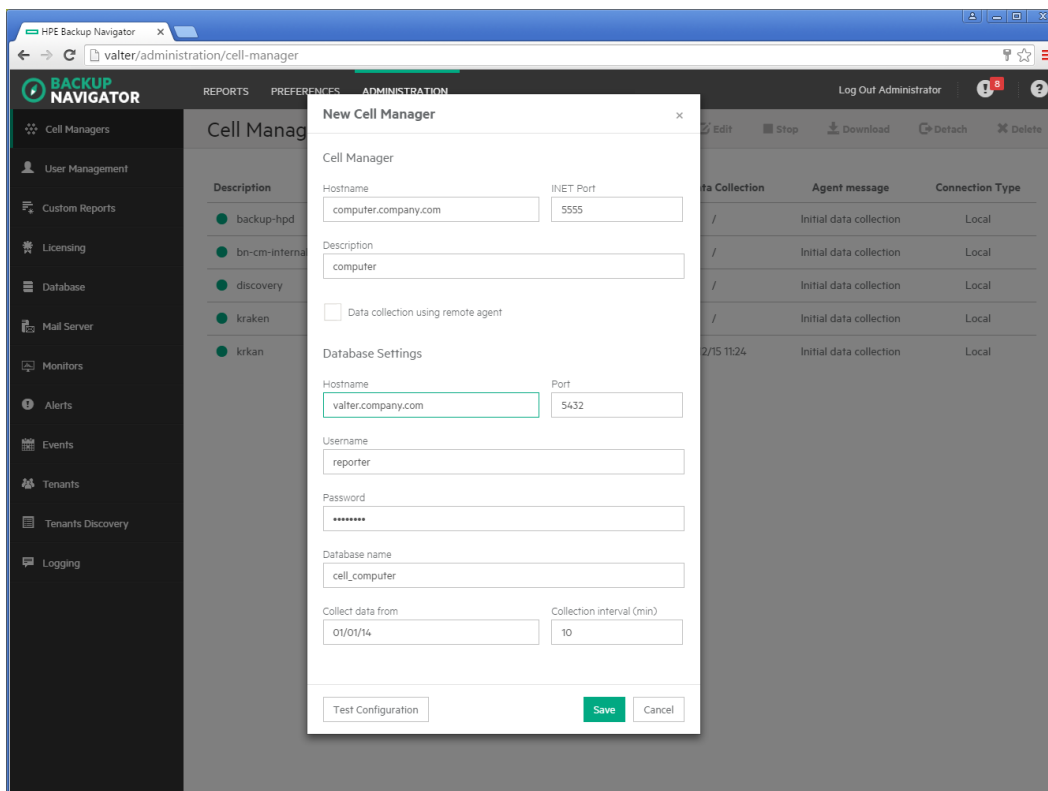 HPE Backup Navigator
valter/administration/cell-manager
BACKUP
NAVIGATOR
REPORTS PREFERENCES ADMINISTRATION Log Out Administrator 8 ?
Cell Managers
User Management
Custom Reports
Licensing
Database
Mail Server
Monitors
Alerts
Events
Tenants
Tenants Discovery
Logging
Cell Manag
Edit Stop Download Detach Delete
Description ta Collection Agent message Connection Type
backup-hpd / Initial data collection Local
bn-cm-internal / Initial data collection Local
discovery / Initial data collection Local
kraken / Initial data collection Local
krkan 2/15 11:24 Initial data collection Local
New Cell Manager ×
Cell Manager
Hostname INET Port
computer.company.com 5555
Description
computer
Data collection using remote agent
Database Settings
Hostname Port
valter.company.com 5432
Username
reporter
Password
••••••••
Database name
cell_computer
Collect data from Collection interval (min)
01/01/14 10
Test Configuration Save Cancel